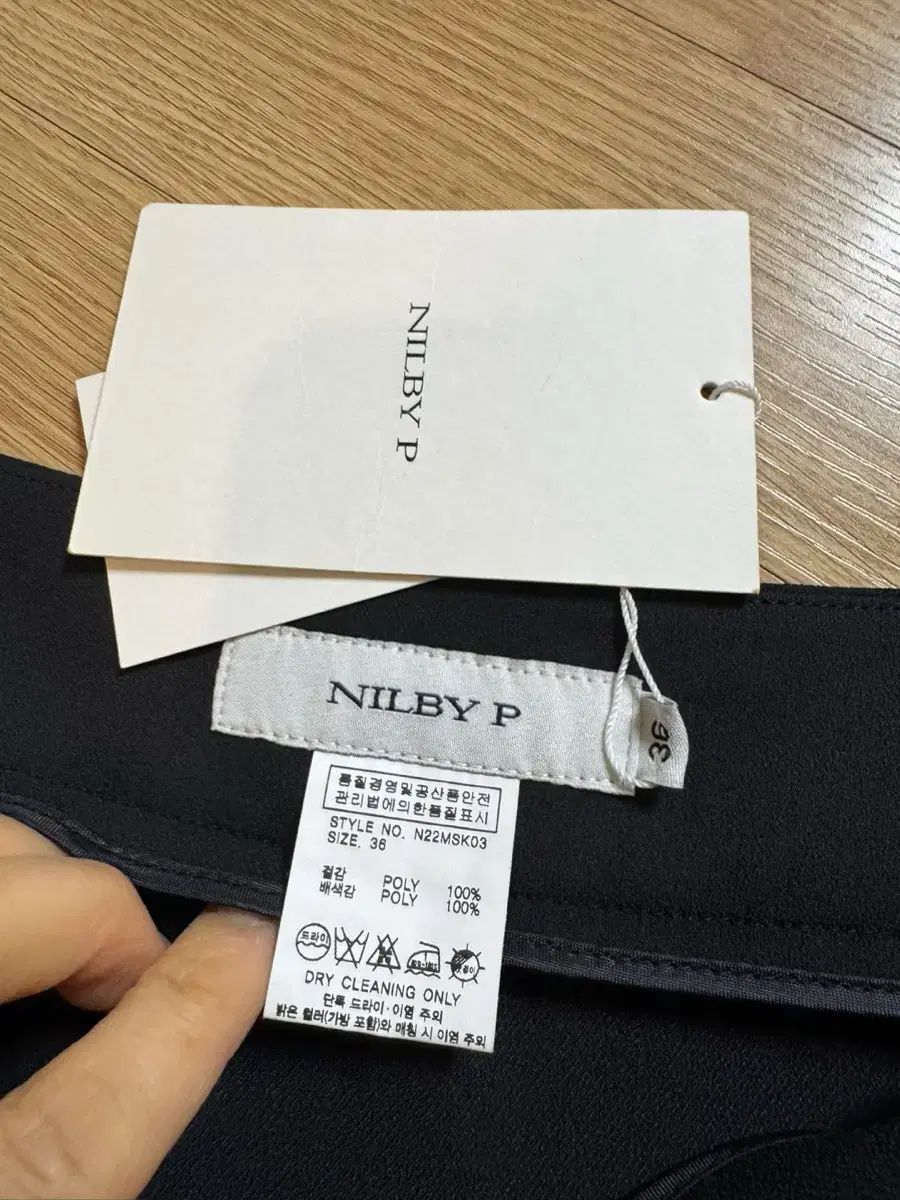 NILBY P
NILBY P
36
품질경영및공산품안전
관리법에의한품질표시
STYLE NO. N22MSK03
SIZE. 36
겉감 POLY 100%
배색감 POLY 100%
드라이
DRY CLEANING ONLY
단독 드라이·이염 주의
밝은 컬러(가방 포함)와 매칭 시 이염 주의